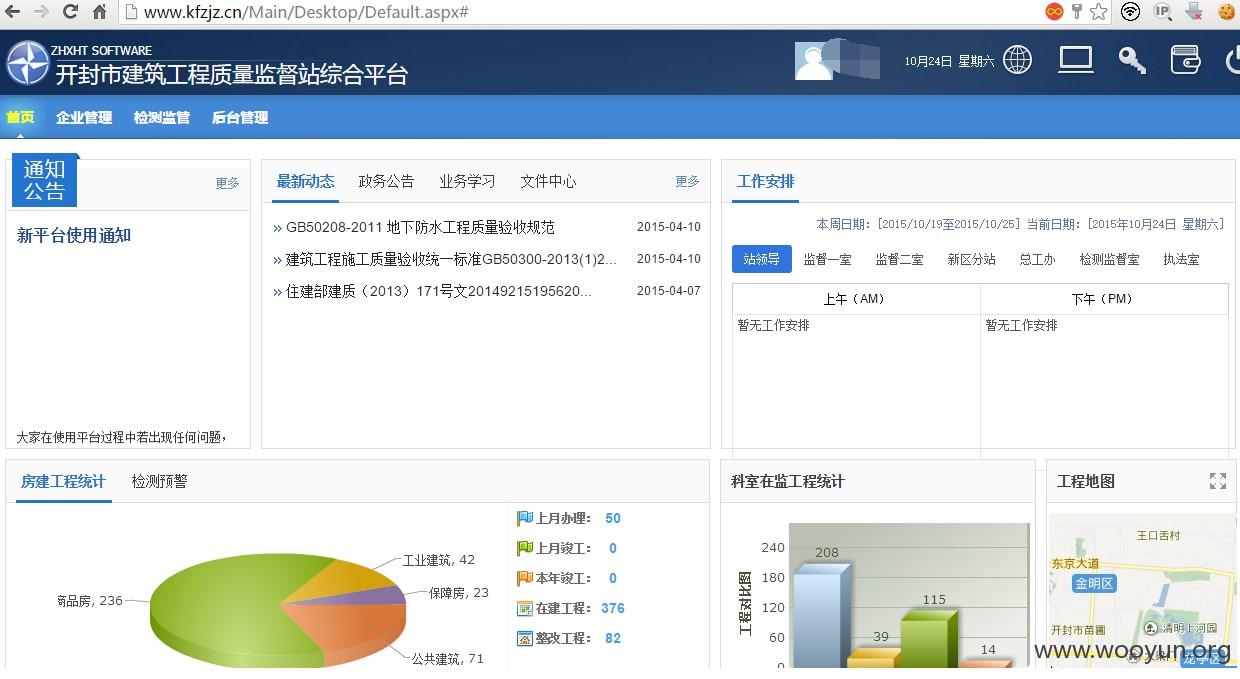 www.kfzjz.cn/Main/Desktop/Default.aspx#
IP
ZHXHT SOFTWARE
开封市建筑工程质量监督站综合平台
10月24日 星期六
首页 企业管理 检测监管 后台管理
通知公告
更多
新平台使用通知
大家在使用平台过程中若出现任何问题，
最新动态 政务公告 业务学习 文件中心 更多
» GB50208-2011 地下防水工程质量验收规范 2015-04-10
» 建筑工程施工质量验收统一标准GB50300-2013(1)2... 2015-04-10
» 住建部建质（2013）171号文20149215195620... 2015-04-07
工作安排
本周日期：[2015/10/19至2015/10/25] 当前日期：[2015年10月24日 星期六]
站领导 监督一室 监督二室 新区分站 总工办 检测监督室 执法室
上午（AM） 下午（PM）
暂无工作安排 暂无工作安排
房建工程统计 检测预警
工业建筑, 42
保障房, 23
商品房, 236
公共建筑, 71
上月办理： 50
上月竣工： 0
本年竣工： 0
在建工程： 376
整改工程： 82
科室在监工程统计
工程对比图
240
180
120
60
0
208
39
115
14
工程地图
王口舌村
东京大道
金明区
开封市苗圃
清明上河园
龙亭区
www.wooyun.org